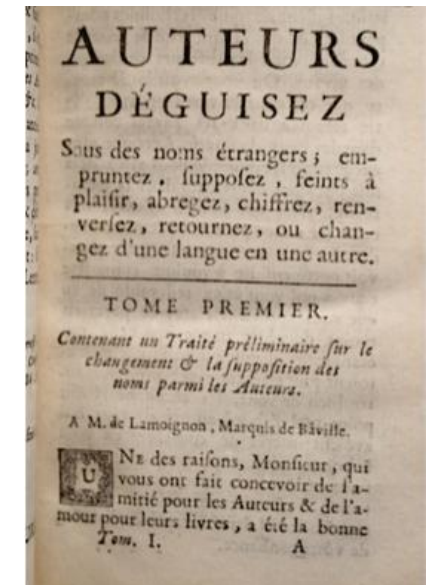 AUTEURS
DÉGUISEZ
Sous des noms étrangers; em-
pruntez, supposez, feints à
plaisir, abregez, chiffrez, ren-
versez, retournez, ou chan-
gez d'une langue en une autre.
TOME PREMIER.
Contenant un Traité préliminaire sur le
changement & la supposition des
noms parmi les Auteurs.
A M. de Lamoignon, Marquis de Bâville.
UNE des raisons, Monsieur, qui
vous ont fait concevoir de l'a-
mitié pour les Auteurs & de l'a-
mour pour leurs livres, a été la bonne
Tom. I. A